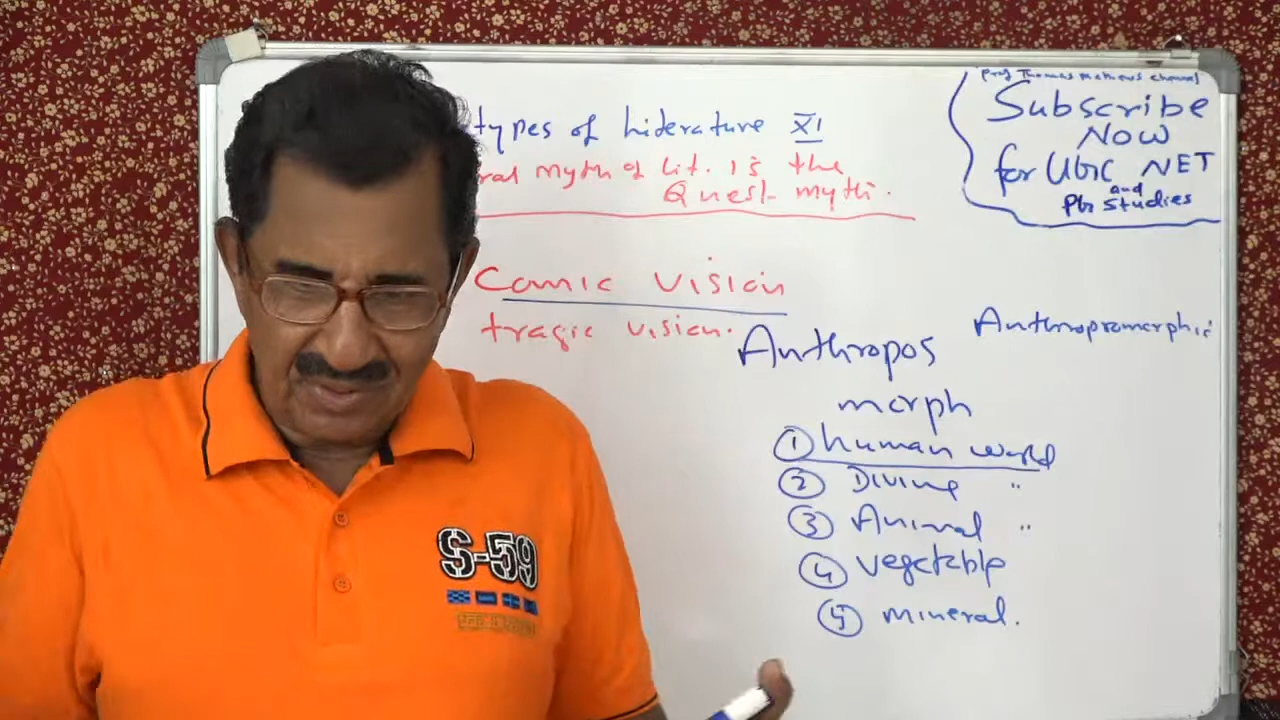 types of literature XI
ral myth of Lit. is the
Quest myth.
Prof Thomas Mathews channel
Subscribe
NOW
for UGC NET
and
PG Studies
Comic Vision
tragic vision.
Anthropomorphic
Anthropos
morph
① human world
② Divine "
③ Animal "
④ vegetable
⑤ mineral.
S-59